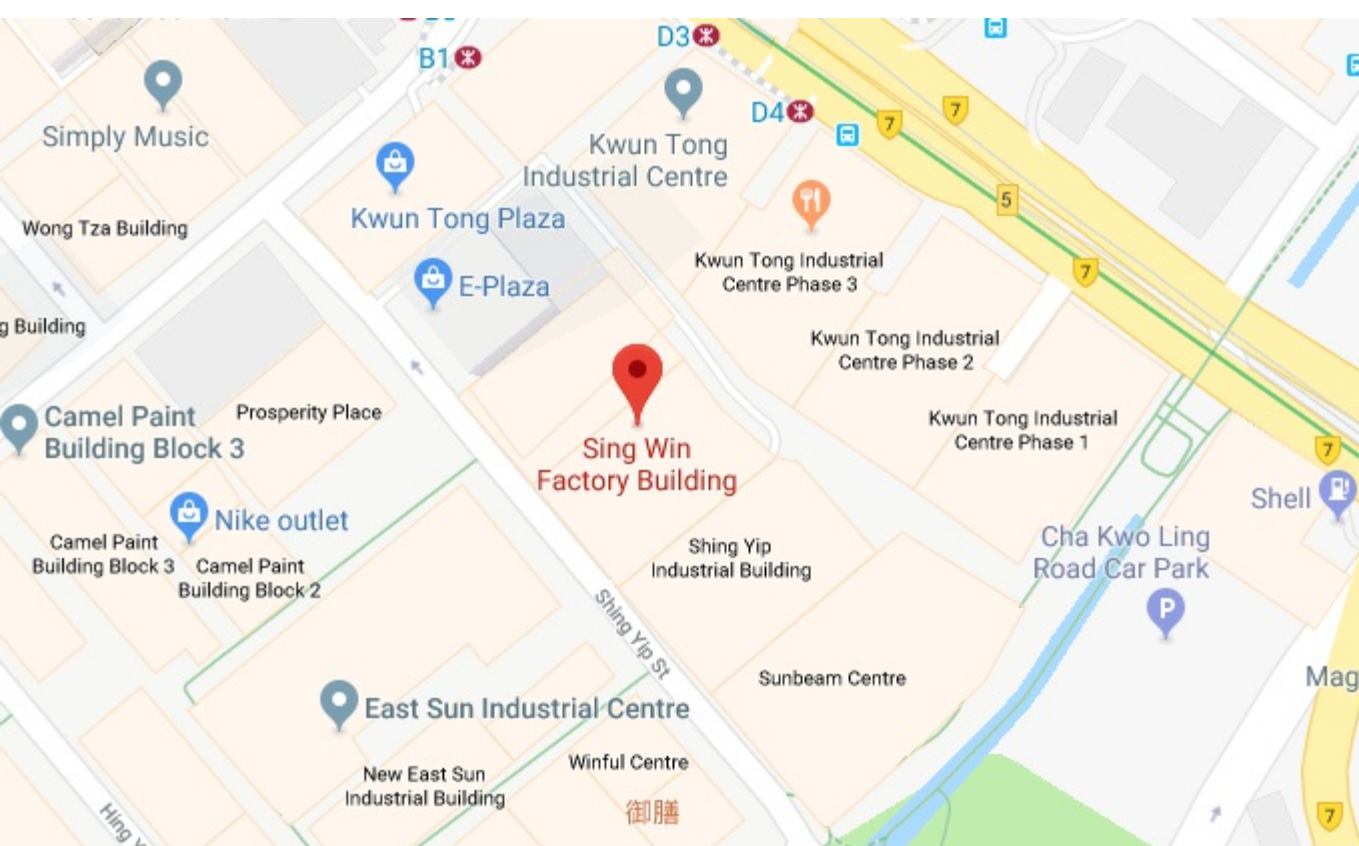 D3
B1
D4
7
7
Simply Music
Kwun Tong
Industrial Centre
5
Kwun Tong Plaza
Wong Tza Building
Kwun Tong Industrial
Centre Phase 3
7
E-Plaza
g Building
Kwun Tong Industrial
Centre Phase 2
Camel Paint
Building Block 3
Prosperity Place
Kwun Tong Industrial
Centre Phase 1
Sing Win
Factory Building
7
Shell
Nike outlet
Camel Paint
Building Block 3
Camel Paint
Building Block 2
Shing Yip
Industrial Building
Cha Kwo Ling
Road Car Park
P
Shing Yip St
Sunbeam Centre
Mag
East Sun Industrial Centre
Winful Centre
New East Sun
Industrial Building
御膳
Hing Y
7